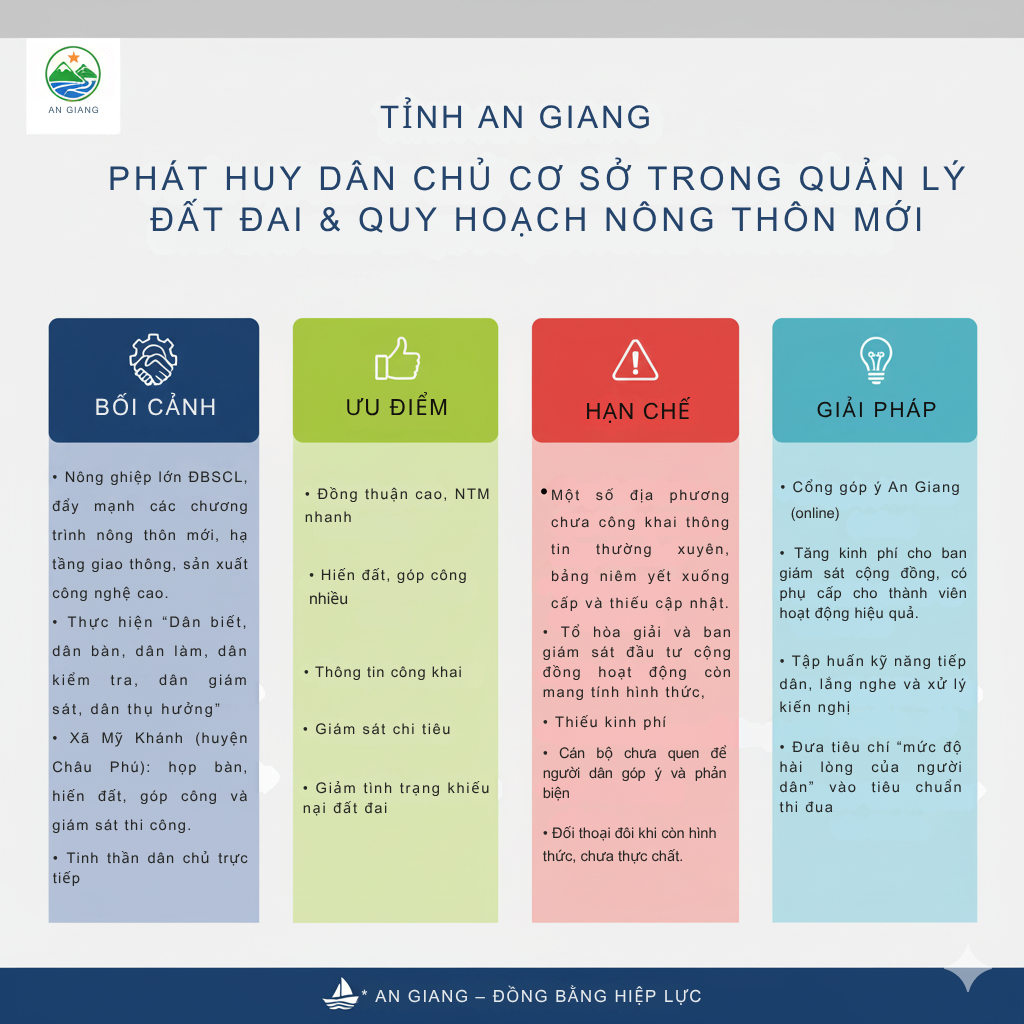 AN GIANG
TỈNH AN GIANG
PHÁT HUY DÂN CHỦ CƠ SỞ TRONG QUẢN LÝ
ĐẤT ĐAI & QUY HOẠCH NÔNG THÔN MỚI
BỐI CẢNH
• Nông ghiệp lớn ĐBSCL,
đẩy mạnh các chương
trình nông thôn mới, hạ
tầng giao thông, sản xuất
công nghệ cao.
• Thực hiện “Dân biết,
dân bàn, dân làm, dân
kiểm tra, dân giám
sát, dân thụ hưởng”
• Xã Mỹ Khánh (huyện
Châu Phú): họp bàn,
hiến đất, góp công và
giám sát thi công.
• Tinh thần dân chủ trực
tiếp
ƯU ĐIỂM
• Đồng thuận cao, NTM
nhanh
• Hiến đất, góp công
nhiều
• Thông tin công khai
• Giám sát chi tiêu
• Giảm tình trạng khiếu
nại đất đai
HẠN CHẾ
• Một số địa phương
chưa công khai thông
tin thường xuyên,
bảng niêm yết xuống
cấp và thiếu cập nhật.
• Tổ hòa giải và ban
giám sát đầu tư cộng
đồng hoạt động còn
mang tính hình thức,
• Thiếu kinh phí
• Cán bộ chưa quen để
người dân góp ý và phản
biện
• Đối thoại đôi khi còn hình
thức, chưa thực chất.
GIẢI PHÁP
• Cổng góp ý An Giang
(online)
• Tăng kinh phí cho ban
giám sát cộng đồng, có
phụ cấp cho thành viên
hoạt động hiệu quả.
• Tập huấn kỹ năng tiếp
dân, lắng nghe và xử lý
kiến nghị
• Đưa tiêu chí “mức độ
hài lòng của người
dân” vào tiêu chuẩn
thi đua
* AN GIANG – ĐỒNG BẰNG HIỆP LỰC